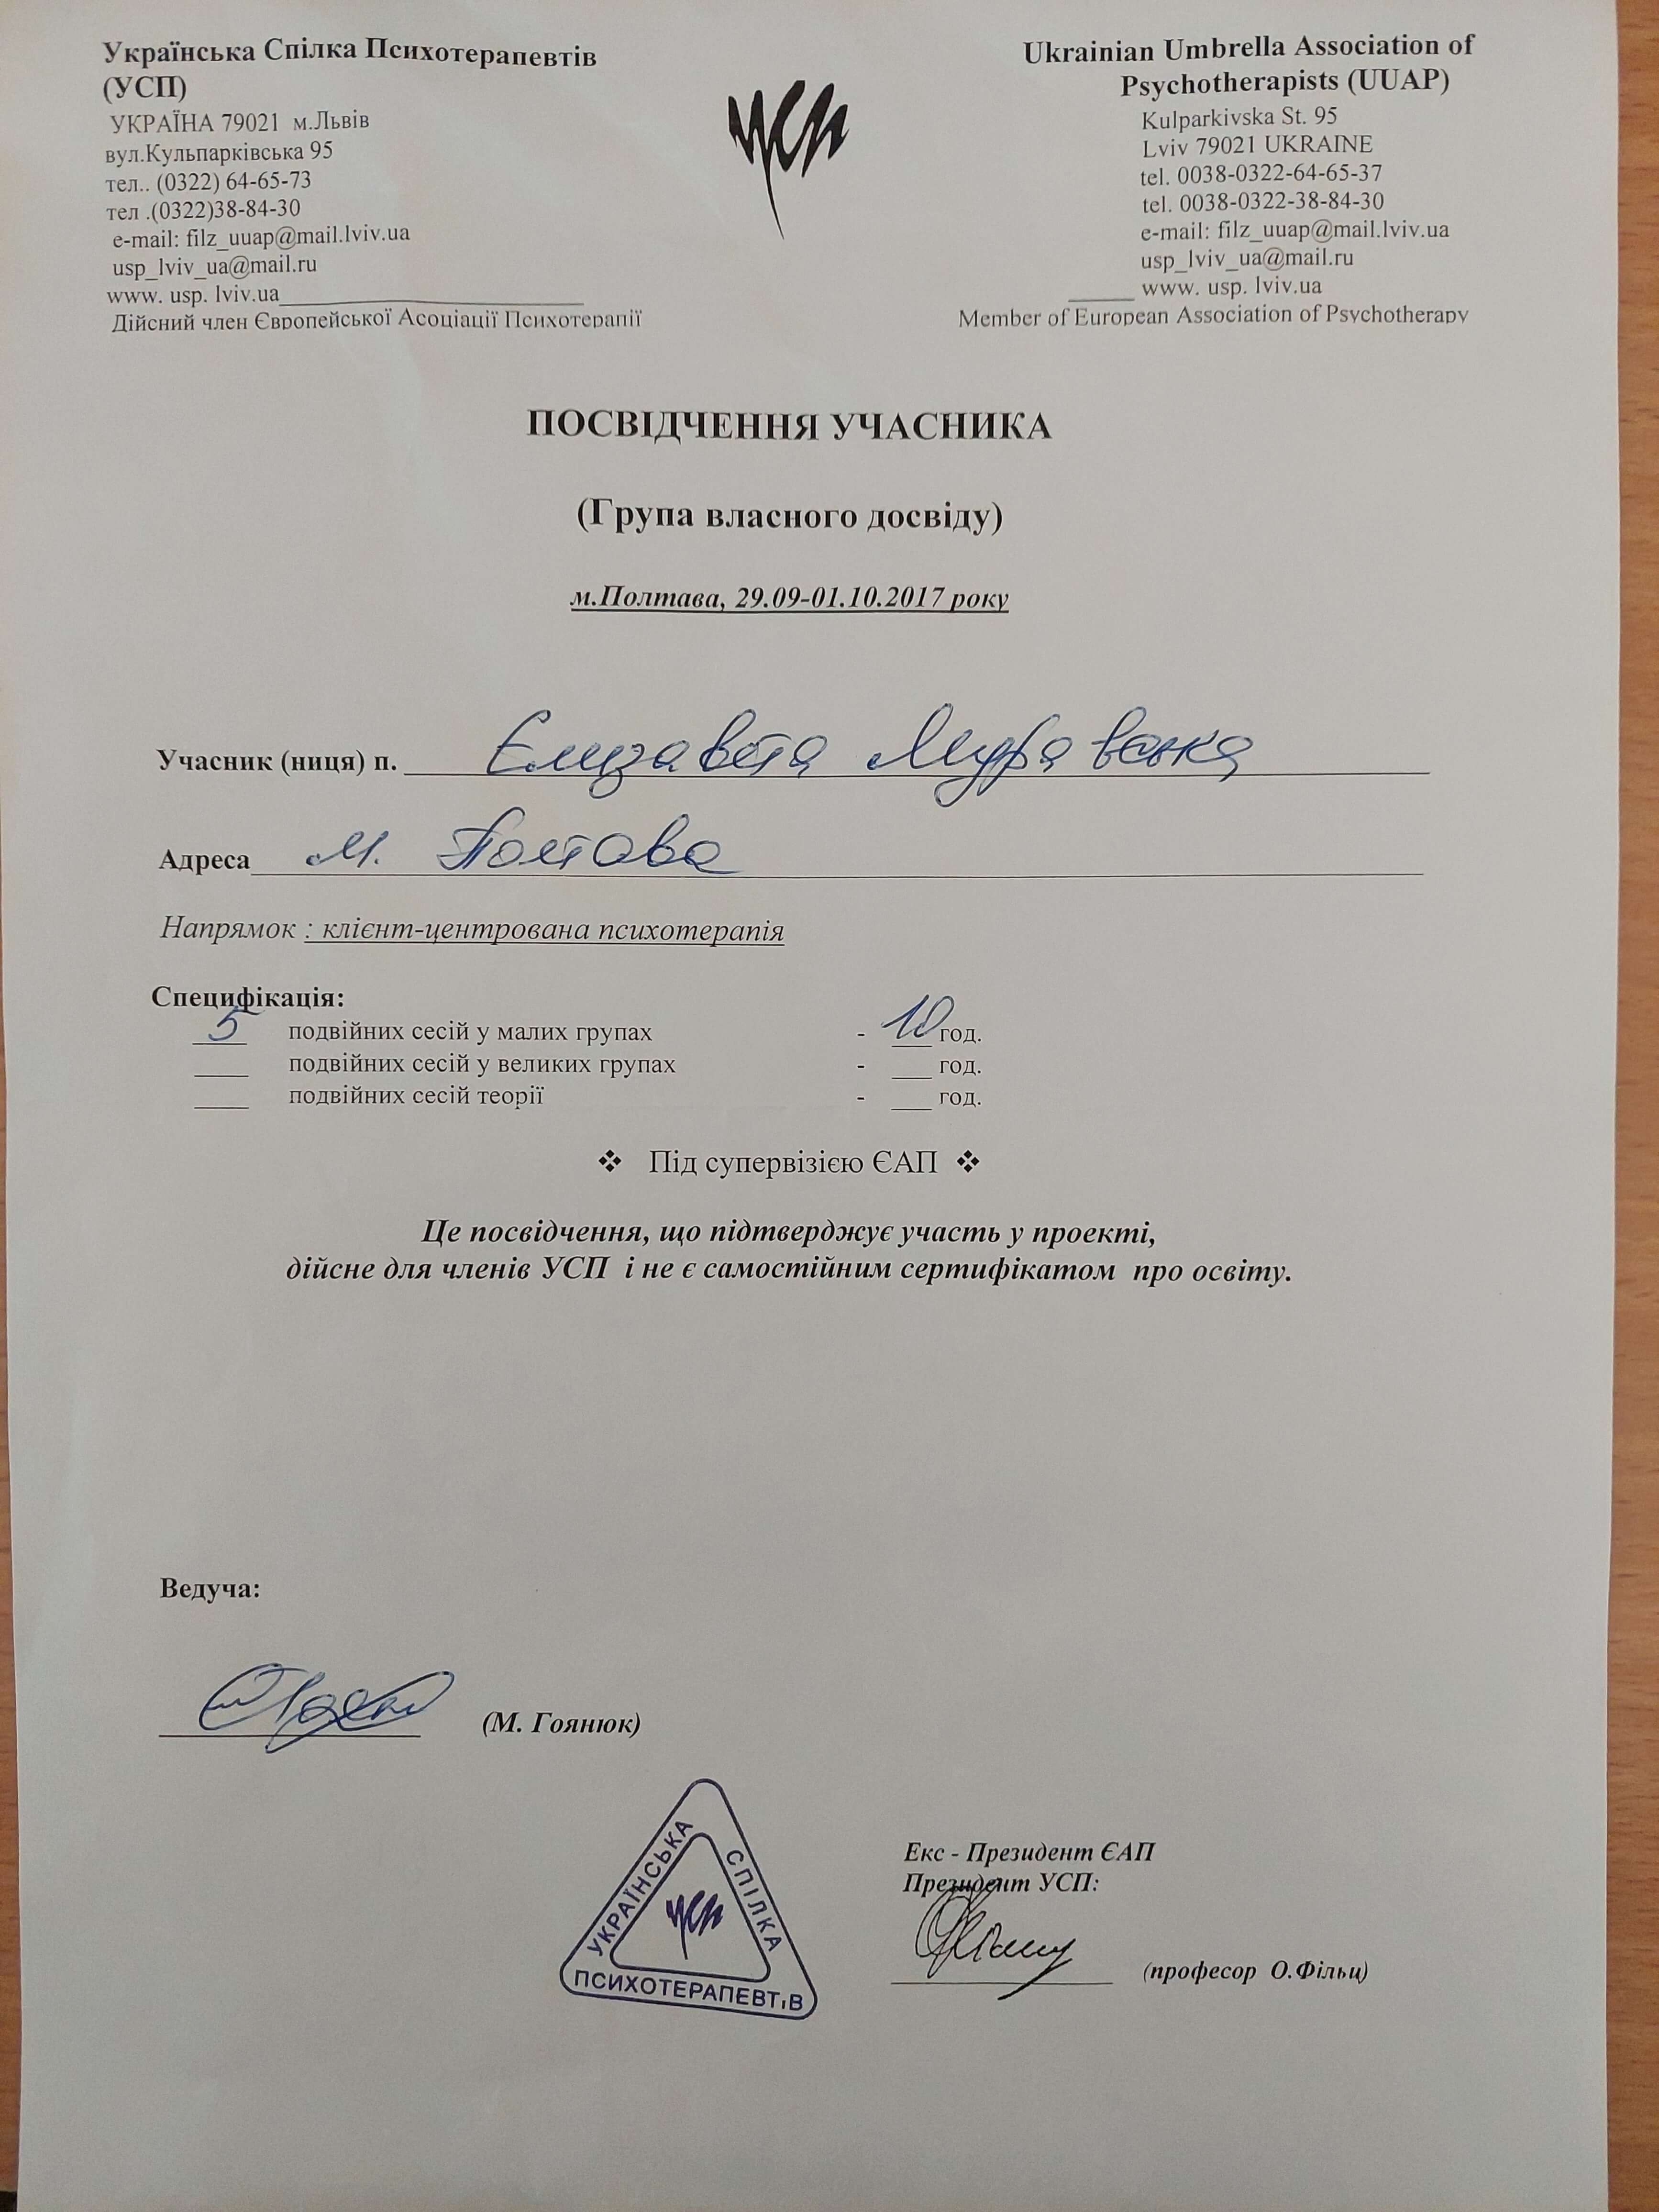 Українська Спілка Психотерапевтів
(УСП)
УКРАЇНА 79021 м.Львів
вул.Кульпарківська 95
тел.. (0322) 64-65-73
тел .(0322)38-84-30
e-mail: filz_uuap@mail.lviv.ua
usp_lviv_ua@mail.ru
www. usp. lviv.ua
Дійсний член Європейської Асоціації Психотерапії
усп
Ukrainian Umbrella Association of
Psychotherapists (UUAP)
Kulparkivska St. 95
Lviv 79021 UKRAINE
tel. 0038-0322-64-65-37
tel. 0038-0322-38-84-30
e-mail: filz_uuap@mail.lviv.ua
usp_lviv_ua@mail.ru
www. usp. lviv.ua
Member of European Association of Psychotherapy
ПОСВІДЧЕННЯ УЧАСНИКА
(Група власного досвіду)
м.Полтава, 29.09-01.10.2017 року
Учасник (ниця) п. Єлизавета Муравська
Адреса м. Полтава
Напрямок : клієнт-центрована психотерапія
Специфікація:
5 подвійних сесій у малих групах - 10 год.
подвійних сесій у великих групах - год.
подвійних сесій теорії - год.
❖ Під супервізією ЄАП ❖
Це посвідчення, що підтверджує участь у проекті,
дійсне для членів УСП і не є самостійним сертифікатом про освіту.
Ведуча:
(М. Гоянюк)
УКРАЇНСЬКА СПІЛКА ПСИХОТЕРАПЕВТІВ
усп
Екс - Президент ЄАП
Президент УСП:
(професор О.Фільц)